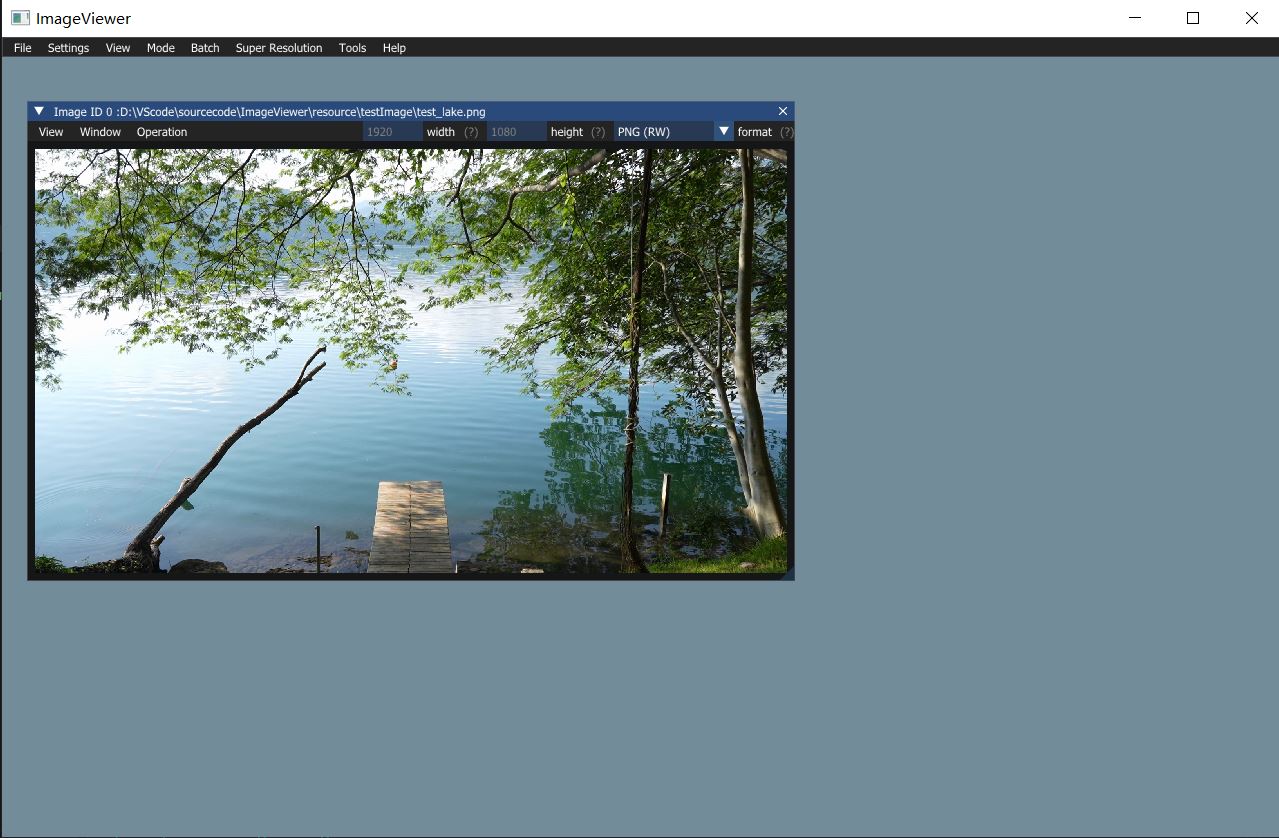 ImageViewer
File Settings View Mode Batch Super Resolution Tools Help
Image ID 0 :D:\VScode\sourcecode\ImageViewer\resource\testImage\test_lake.png
View Window Operation 1920 width (?) 1080 height (?) PNG (RW) format (?)